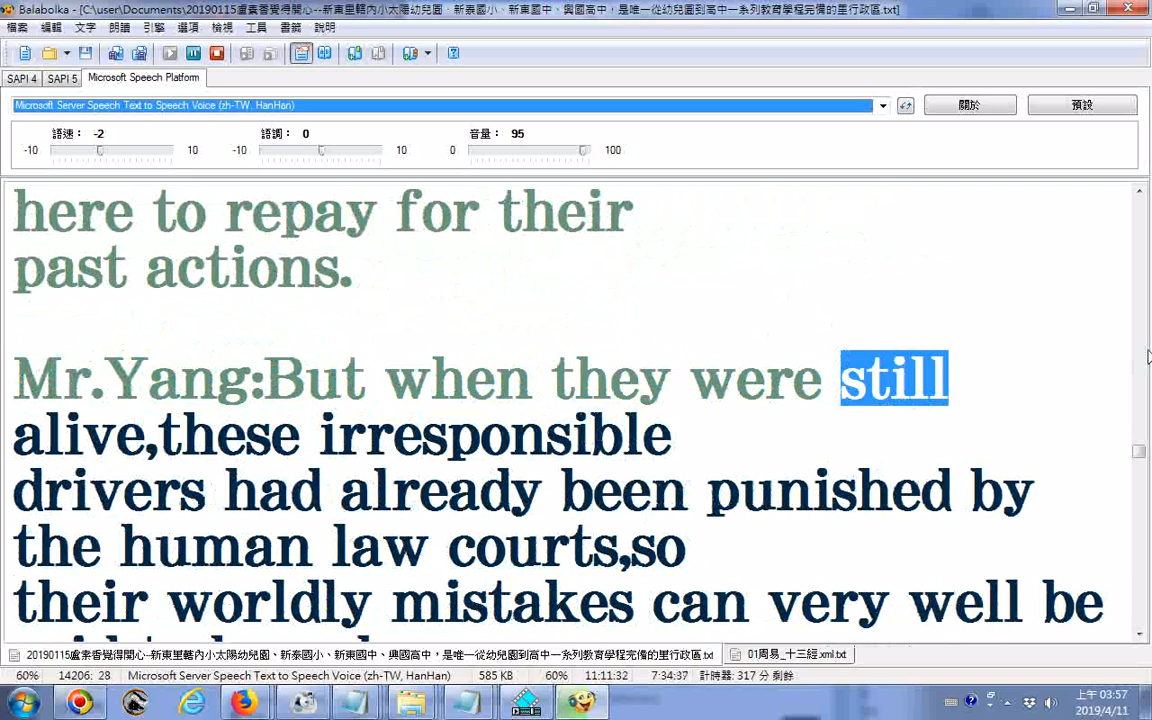 Balabolka - [C:\user\Documents\20190115盧素香覺得開心--新東里轄內小太陽幼兒園、新泰國小、新東國中、興國高中，是唯一從幼兒園到高中一系列教育學程完備的里行政區.txt]
檔案 編輯 文字 朗讀 引擎 選項 檢視 工具 書籤 說明
SAPI 4 SAPI 5 Microsoft Speech Platform
Microsoft Server Speech Text to Speech Voice (zh-TW, HanHan) 關於 預設
語速： -2 語調： 0 音量： 95
-10 10 -10 10 0 100
here to repay for their
past actions.
Mr.Yang:But when they were still
alive,these irresponsible
drivers had already been punished by
the human law courts,so
their worldly mistakes can very well be
20190115盧素香覺得開心--新東里轄內小太陽幼兒園、新泰國小、新東國中、興國高中，是唯一從幼兒園到高中一系列教育學程完備的里行政區.txt 01周易_十三經.xml.txt
60% 14206: 28 Microsoft Server Speech Text to Speech Voice (zh-TW, HanHan) 585 KB 60% 11:11:32 7:34:37 計時器: 317 分 剩餘
上午 03:57
2019/4/11